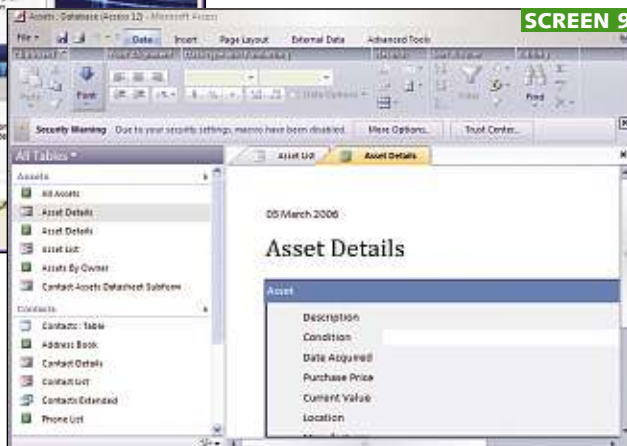 SCREEN 9
Assets : Database (Access 12) - Microsoft Access
File Data Insert Page Layout External Data Advanced Tools
Font Find
Security Warning Due to your security settings, macros have been disabled. More Options... Trust Center...
All Tables
Asset List Asset Details
Assets
All Assets
Asset Details
Asset Details
Asset List
Assets By Owner
Contact Assets Datasheet Subform
Contacts
Contacts : Table
Address Book
Contact Details
Contact List
Contacts Extended
Phone List
05 March 2006
Asset Details
Asset
Description
Condition
Date Acquired
Purchase Price
Current Value
Location